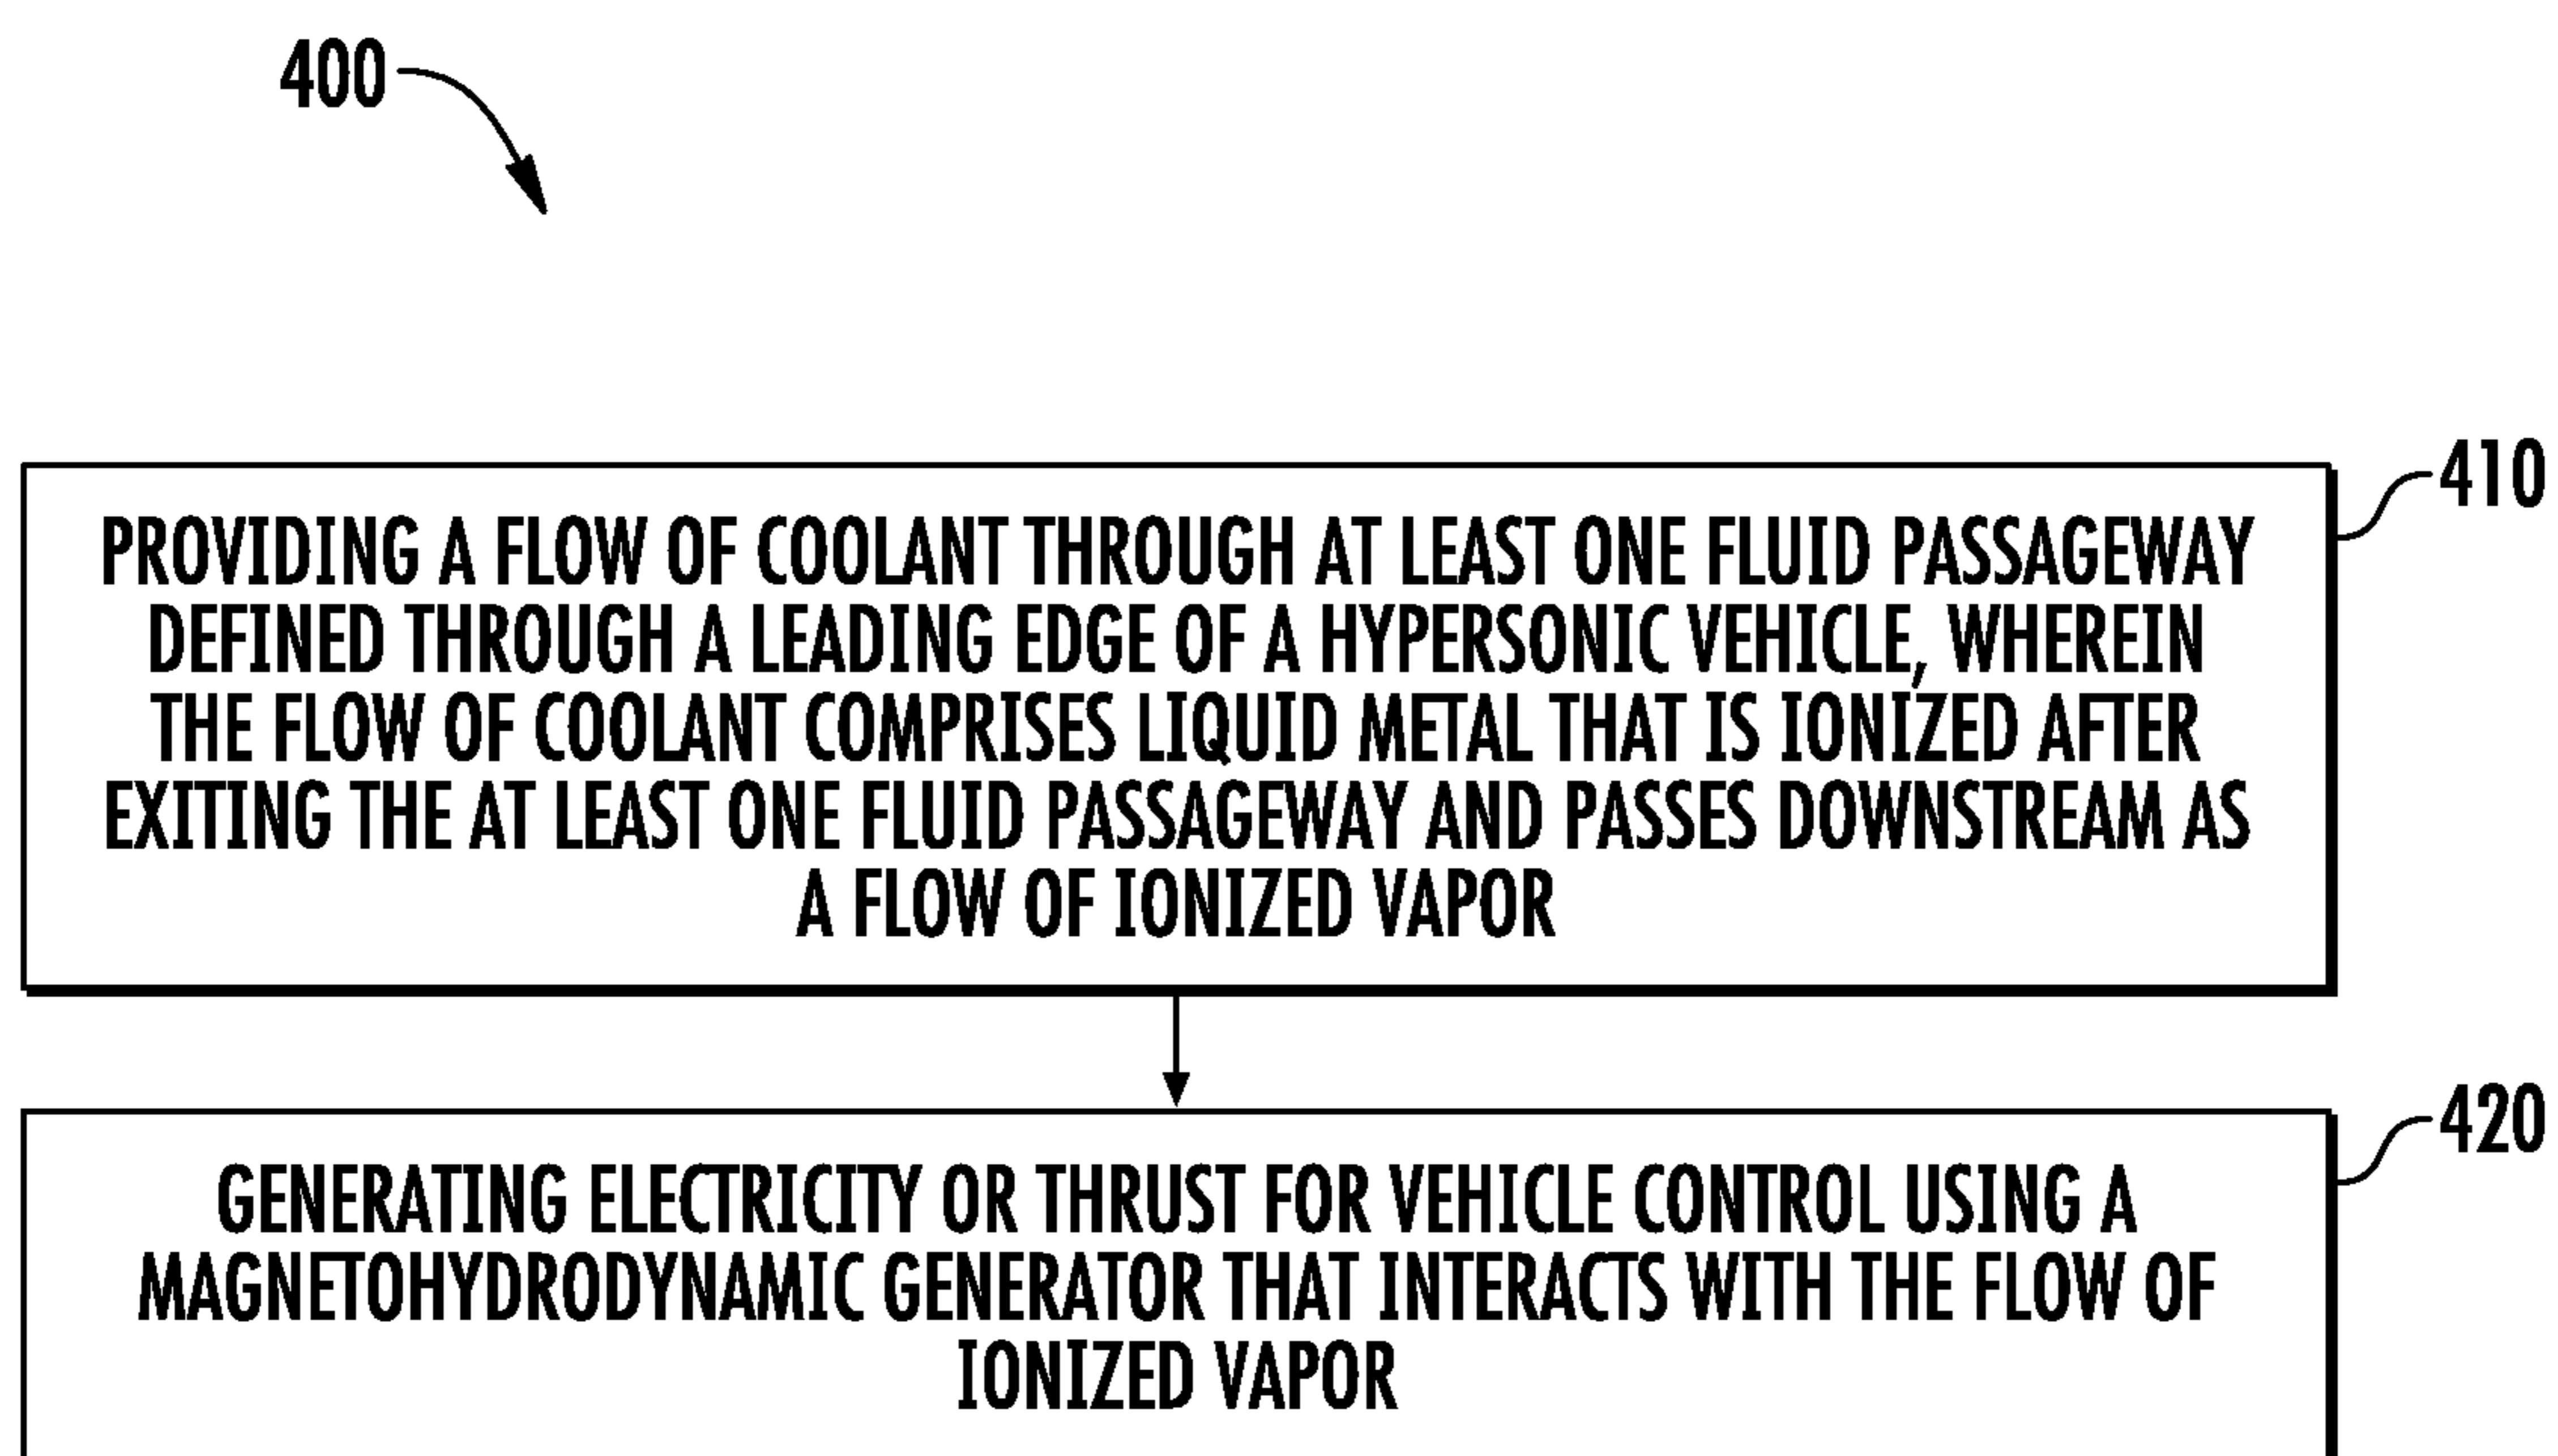 400
410
PROVIDING A FLOW OF COOLANT THROUGH AT LEAST ONE FLUID PASSAGEWAY
DEFINED THROUGH A LEADING EDGE OF A HYPERSONIC VEHICLE, WHEREIN
THE FLOW OF COOLANT COMPRISES LIQUID METAL THAT IS IONIZED AFTER
EXITING THE AT LEAST ONE FLUID PASSAGEWAY AND PASSES DOWNSTREAM AS
A FLOW OF IONIZED VAPOR
420
GENERATING ELECTRICITY OR THRUST FOR VEHICLE CONTROL USING A
MAGNETOHYDRODYNAMIC GENERATOR THAT INTERACTS WITH THE FLOW OF
IONIZED VAPOR